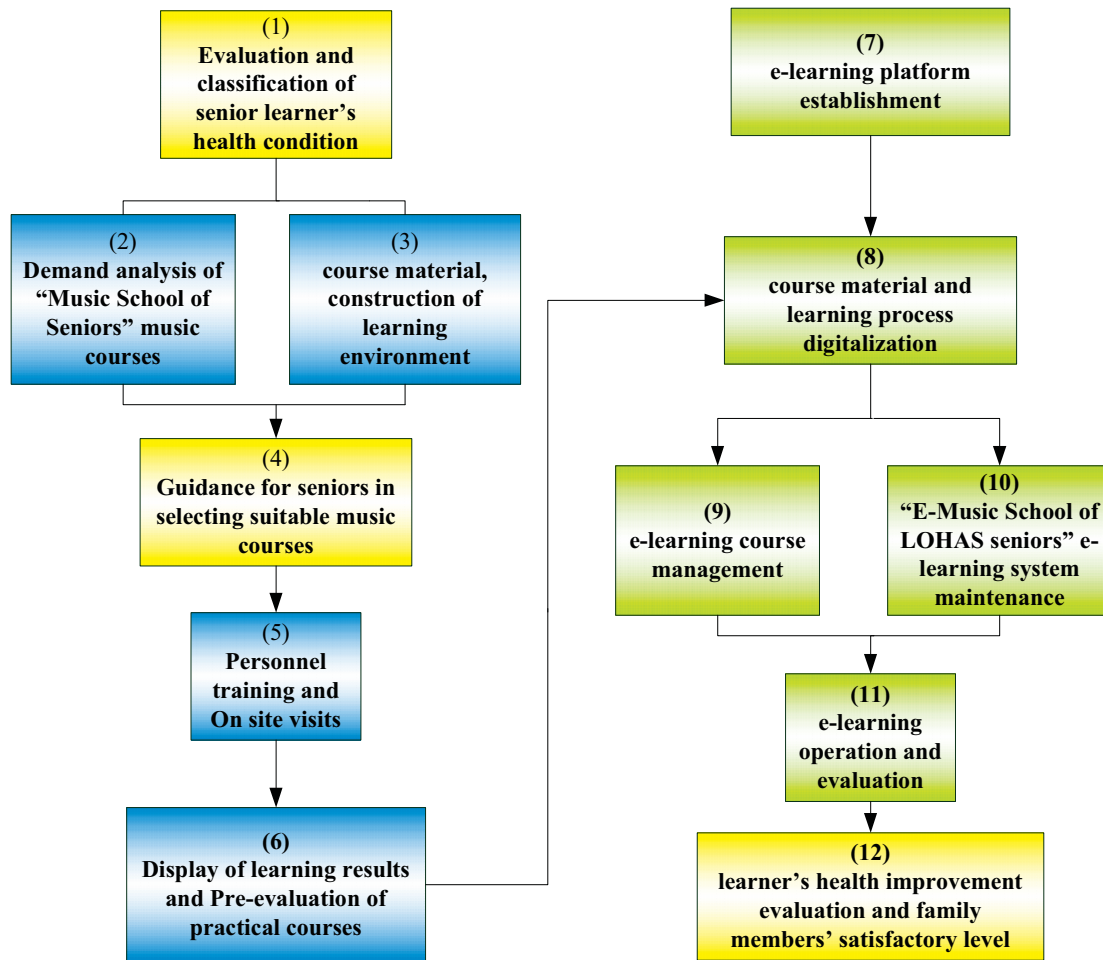 (1)
Evaluation and
classification of
senior learner’s
health condition
(2)
Demand analysis of
“Music School of
Seniors” music
courses
(3)
course material,
construction of
learning
environment
(4)
Guidance for seniors in
selecting suitable music
courses
(5)
Personnel
training and
On site visits
(6)
Display of learning results
and Pre-evaluation of
practical courses
(7)
e-learning platform
establishment
(8)
course material and
learning process
digitalization
(9)
e-learning course
management
(10)
“E-Music School of
LOHAS seniors” e-
learning system
maintenance
(11)
e-learning
operation and
evaluation
(12)
learner’s health improvement
evaluation and family
members’ satisfactory level